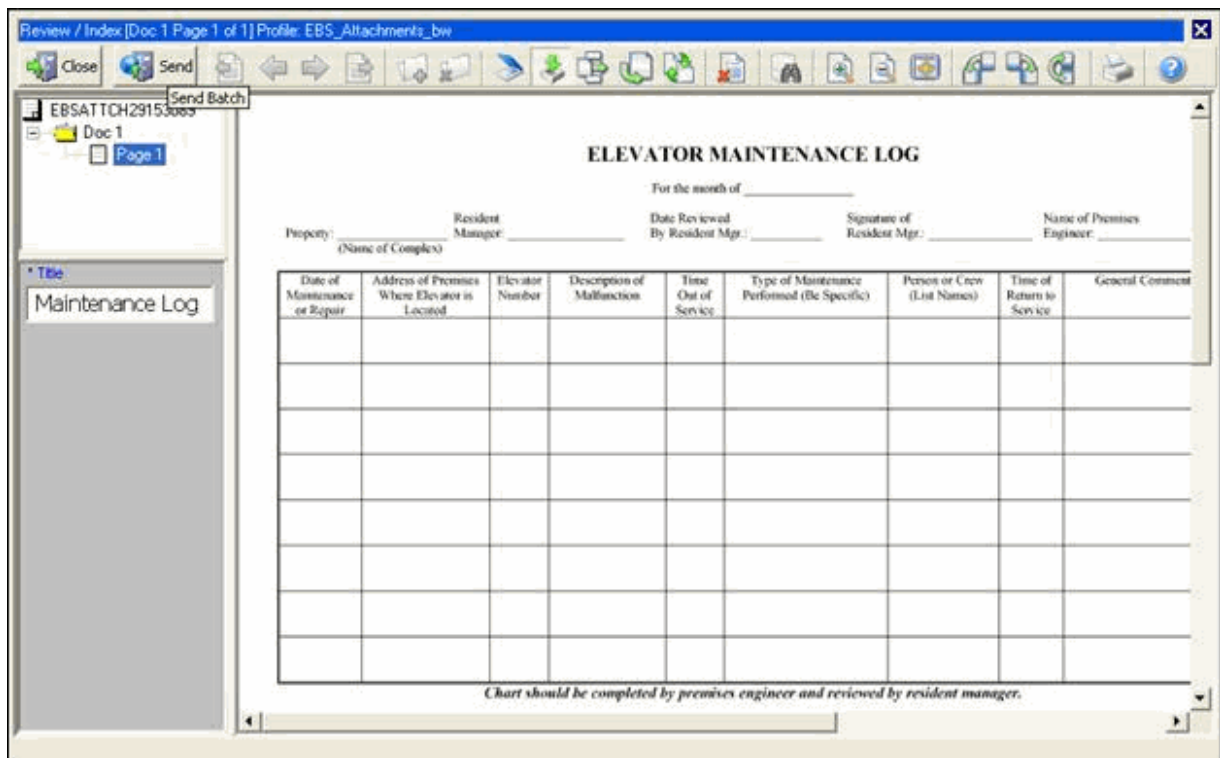 Review / Index [Doc 1 Page 1 of 1] Profile: EBS_Attachments_bw
Close Send
Send Batch
Doc 1
Page 1
* Title
Maintenance Log
ELEVATOR MAINTENANCE LOG
For the month of
Resident Date Reviewed Signature of Name of Premises
Property: Manager: By Resident Mgr.: Resident Mgr.: Engineer:
(Name of Complex)
Date of Address of Premises Elevator Description of Time Type of Maintenance Person or Crew Time of General Comment
Maintenance Where Elevator is Number Malfunction Out of Performed (Be Specific) (List Names) Return to
or Repair Located Service Service
Chart should be completed by premises engineer and reviewed by resident manager.